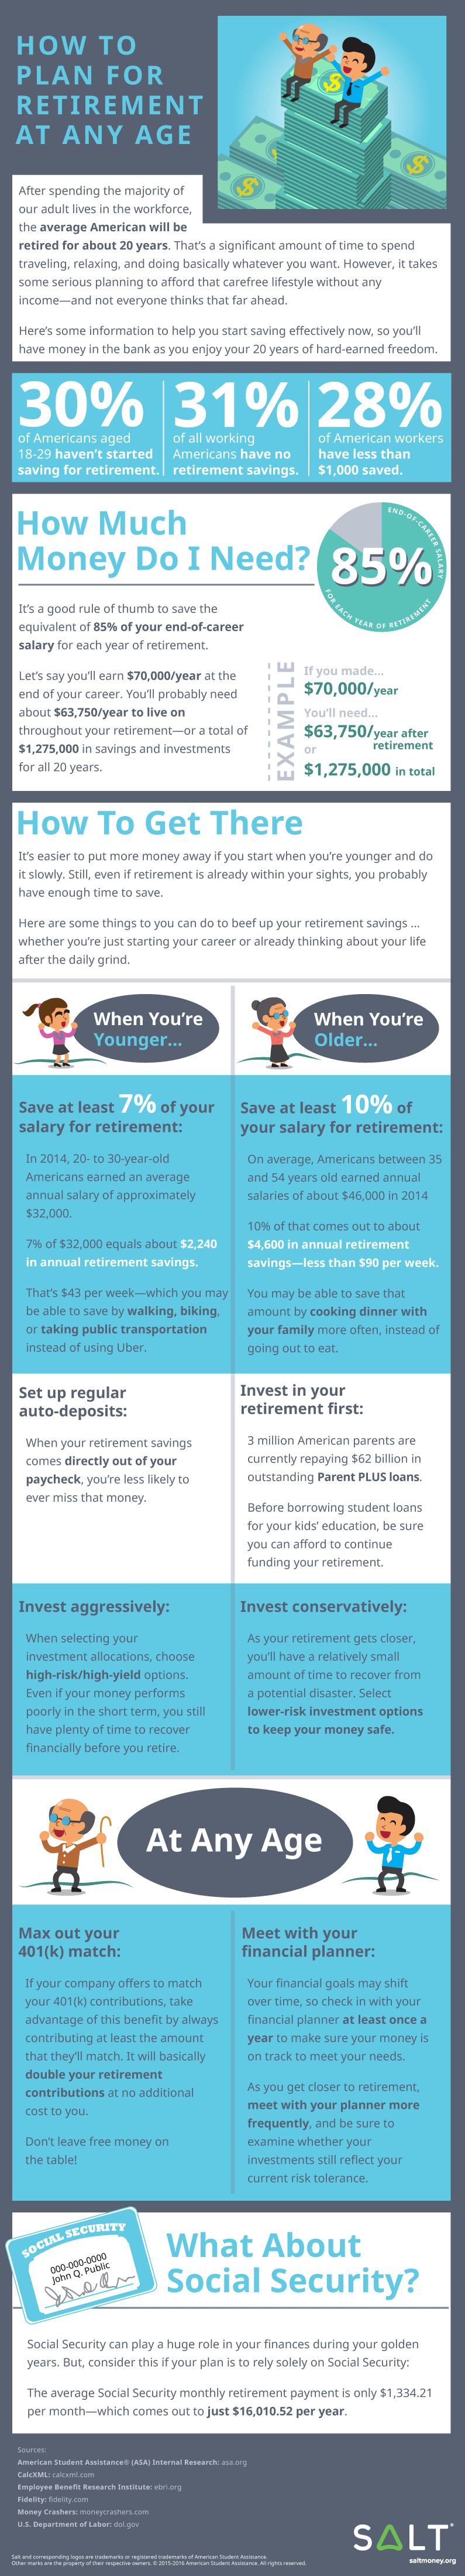 HOW TO
PLAN FOR
RETIREMENT
AT ANY AGE
After spending the majority of
our adult lives in the workforce,
the average American will be
retired for about 20 years. That's a significant amount of time to spend
traveling, relaxing, and doing basically whatever you want. However, it takes
some serious planning to afford that carefree lifestyle without any
income—and not everyone thinks that far ahead.
Here's some information to help you start saving effectively now, so you'll
have money in the bank as you enjoy your 20 years of hard-earned freedom.
30%
of Americans aged
18-29 haven't started
saving for retirement.
31%
of all working
Americans have no
retirement savings.
28%
of American workers
have less than
$1,000 saved.
How Much
Money Do I Need?
85%
END-OF-CAREER SALARY
FOR EACH YEAR OF RETIREMENT
It's a good rule of thumb to save the
equivalent of 85% of your end-of-career
salary for each year of retirement.
Let's say you'll earn $70,000/year at the
end of your career. You'll probably need
about $63,750/year to live on
throughout your retirement—or a total of
$1,275,000 in savings and investments
for all 20 years.
EXAMPLE
If you made...
$70,000/year
You'll need...
$63,750/year after
retirement
or
$1,275,000 in total
How To Get There
It's easier to put more money away if you start when you're younger and do
it slowly. Still, even if retirement is already within your sights, you probably
have enough time to save.
Here are some things to you can do to beef up your retirement savings ...
whether you're just starting your career or already thinking about your life
after the daily grind.
When You're
Younger...
When You're
Older...
Save at least 7% of your
salary for retirement:
In 2014, 20- to 30-year-old
Americans earned an average
annual salary of approximately
$32,000.
7% of $32,000 equals about $2,240
in annual retirement savings.
That's $43 per week—which you may
be able to save by walking, biking,
or taking public transportation
instead of using Uber.
Save at least 10% of
your salary for retirement:
On average, Americans between 35
and 54 years old earned annual
salaries of about $46,000 in 2014
10% of that comes out to about
$4,600 in annual retirement
savings—less than $90 per week.
You may be able to save that
amount by cooking dinner with
your family more often, instead of
going out to eat.
Set up regular
auto-deposits:
When your retirement savings
comes directly out of your
paycheck, you're less likely to
ever miss that money.
Invest in your
retirement first:
3 million American parents are
currently repaying $62 billion in
outstanding Parent PLUS loans.
Before borrowing student loans
for your kids' education, be sure
you can afford to continue
funding your retirement.
Invest aggressively:
When selecting your
investment allocations, choose
high-risk/high-yield options.
Even if your money performs
poorly in the short term, you still
have plenty of time to recover
financially before you retire.
Invest conservatively:
As your retirement gets closer,
you'll have a relatively small
amount of time to recover from
a potential disaster. Select
lower-risk investment options
to keep your money safe.
At Any Age
Max out your
401(k) match:
If your company offers to match
your 401(k) contributions, take
advantage of this benefit by always
contributing at least the amount
that they'll match. It will basically
double your retirement
contributions at no additional
cost to you.
Don't leave free money on
the table!
Meet with your
financial planner:
Your financial goals may shift
over time, so check in with your
financial planner at least once a
year to make sure your money is
on track to meet your needs.
As you get closer to retirement,
meet with your planner more
frequently, and be sure to
examine whether your
investments still reflect your
current risk tolerance.
SOCIAL SECURITY
000-000-0000
John Q. Public
What About
Social Security?
Social Security can play a huge role in your finances during your golden
years. But, consider this if your plan is to rely solely on Social Security:
The average Social Security monthly retirement payment is only $1,334.21
per month—which comes out to just $16,010.52 per year.
Sources:
American Student Assistance® (ASA) Internal Research: asa.org
CalcXML: calcxml.com
Employee Benefit Research Institute: ebri.org
Fidelity: fidelity.com
Money Crashers: moneycrashers.com
U.S. Department of Labor: dol.gov
SALT
saltmoney.org
Salt and corresponding logos are trademarks or registered trademarks of American Student Assistance.
Other marks are the property of their respective owners. © 2015-2016 American Student Assistance. All rights reserved.